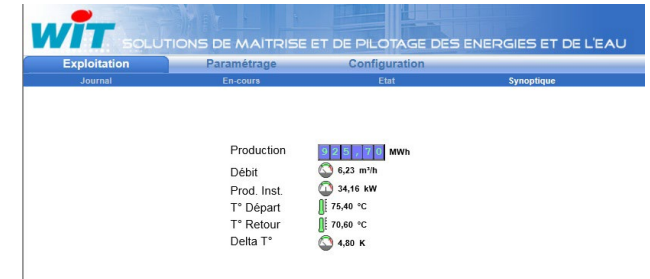 WIT SOLUTIONS DE MAÎTRISE ET DE PILOTAGE DES ENERGIES ET DE L'EAU
Exploitation Paramétrage Configuration
Journal En-cours Etat Synoptique
Production 925,70 MWh
Débit 6,23 m³/h
Prod. Inst. 34,16 kW
T° Départ 75,40 °C
T° Retour 70,60 °C
Delta T° 4,80 K